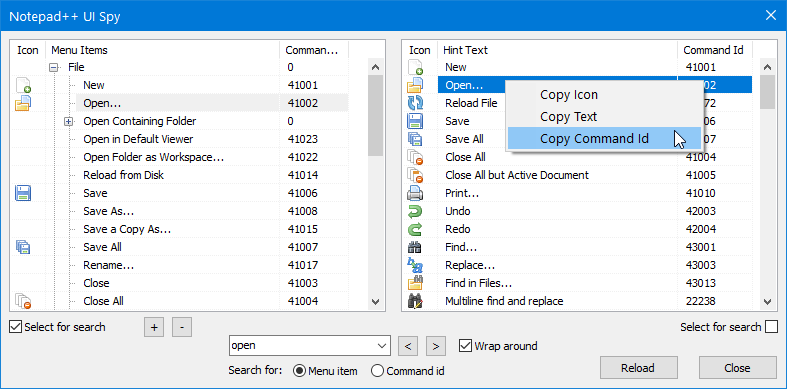 Notepad++ UI Spy
Icon Menu Items Comman...
File 0
New 41001
Open... 41002
Open Containing Folder 0
Open in Default Viewer 41023
Open Folder as Workspace... 41022
Reload from Disk 41014
Save 41006
Save As... 41008
Save a Copy As... 41015
Save All 41007
Rename... 41017
Close 41003
Close All 41004
Icon Hint Text Command Id
New 41001
Open... 02
Reload File 72
Save
Save All 07
Close All 41004
Close All but Active Document 41005
Print... 41010
Undo 42003
Redo 42004
Find... 43001
Replace... 43003
Find in Files... 43013
Multiline find and replace 22238
Copy Icon
Copy Text
Copy Command Id
Select for search + -
Select for search
open < > Wrap around
Search for: Menu item Command id
Reload Close